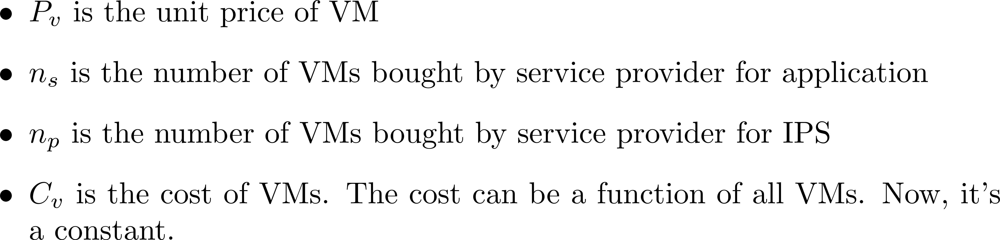 • $P_v$ is the unit price of VM
• $n_s$ is the number of VMs bought by service provider for application
• $n_p$ is the number of VMs bought by service provider for IPS
• $C_v$ is the cost of VMs. The cost can be a function of all VMs. Now, it's
a constant.